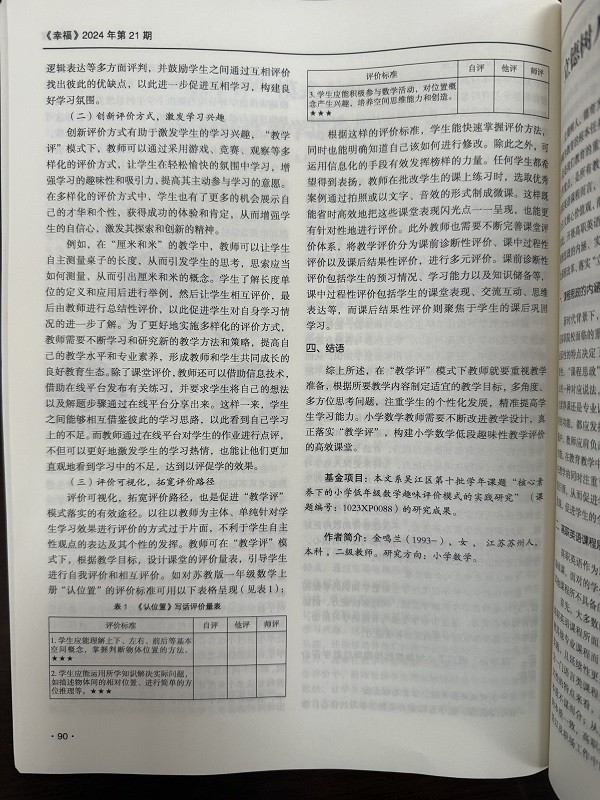 《幸福》2024 年第 21 期
逻辑表达等多方面评判，并鼓励学生之间通过互相评价
找出彼此的优缺点，以此进一步促进互相学习，构建良
好学习氛围。
（二）创新评价方式，激发学习兴趣
创新评价方式有助于激发学生的学习兴趣，“教学
评”模式下，教师可以通过采用游戏、竞赛、观察等多
样化的评价方式，让学生在轻松愉快的氛围中学习，增
强学习的趣味性和吸引力，提高其主动参与学习的意愿。
在多样化的评价方式中，学生也有了更多的机会展示自
己的才华和个性，获得成功的体验和肯定，从而增强学
生的自信心，激发其探索和创新的精神。
例如，在“厘米和米”的教学中，教师可以让学生
自主测量桌子的长度，从而引发学生的思考，思索应当
如何测量，从而引出厘米和米的概念。学生了解长度单
位的定义和应用后进行举例，然后让学生相互评价，最
后由教师进行总结性评价，以此促进学生对自身学习情
况的进一步了解。为了更好地实施多样化的评价方式，
教师需要不断学习和研究新的教学方法和策略，提高自
己的教学水平和专业素养，形成教师和学生共同成长的
良好教育生态。除了课堂评价，教师还可以借助信息技术，
借助在线平台发布有关练习，并要求学生将自己的想法
以及解题步骤通过在线平台分享出来。这样一来，学生
之间能够相互借鉴彼此的学习思路，以此看到自己学习
上的不足。而教师通过在线平台对学生的作业进行点评，
不但可以更好地激发学生的学习热情，也能让他们更加
直观地看到学习中的不足，达到以评促学的效果。
（三）评价可视化，拓宽评价路径
评价可视化，拓宽评价路径，也是促进“教学评”
模式落实的有效途径。以往以教师为主体、单纯针对学
生学习效果进行评价的方式过于片面，不利于学生自主
性观点的表达及其个性的发挥。教师可在“教学评”模
式下，根据教学目标，设计课堂的评价量表，引导学生
进行自我评价和相互评价。如对苏教版一年级数学上
册“认位置”的评价标准可用以下表格呈现（见表1）：
表 1 《认位置》写话评价量表
评价标准 自评 他评 师评
1. 学生应能理解上下、左右、前后等基本
空间概念，掌握判断物体位置的方法。
★★★
2. 学生应能运用所学知识解决实际问题，
如描述物体间的相对位置、进行简单的方
位推理等。★★★
· 90 ·
评价标准 自评 他评 师评
3. 学生应能积极参与数学活动，对位置概
念产生兴趣，培养空间思维能力和创造。
★★★
根据这样的评价标准，学生能快速掌握评价方法，
同时也能明确知道自己该如何进行修改。除此之外，可
运用信息化的手段有效发挥榜样的力量。任何学生都希
望得到表扬，教师在批改学生的课上练习时，选取优秀
案例通过拍照或以文字、音效的形式制成微课。这样既
能省时高效地把这些课堂表现闪光点一一呈现，也能更
有针对性地进行评价。此外教师也需要不断完善课堂评
价体系，将教学评价分为课前诊断性评价、课中过程性
评价以及课后结果性评价，进行多元评价。课前诊断性
评价包括学生的预习情况、学习能力以及知识储备等，
课中过程性评价包括学生的课堂表现、交流互动、思维
表达等，而课后结果性评价则聚焦于学生的课后巩固
学习。
四、结语
综上所述，在“教学评”模式下教师就要重视教学
准备，根据所要教学内容制定适宜的教学目标，多角度、
多方位思考问题，注重学生的个性化发展，精准提高学
生学习能力。小学数学教师需要不断改进教学设计，真
正落实“教学评”，构建小学数学低段趣味性教学评价
的高效课堂。
基金项目：本文系吴江区第十批学年课题“核心素
养下的小学低年级数学趣味评价模式的实践研究”（课
题编号：1023XP0088）的研究成果。
作者简介：金鸣兰（1993–），女，江苏苏州人，
本科，二级教师。研究方向：小学数学。